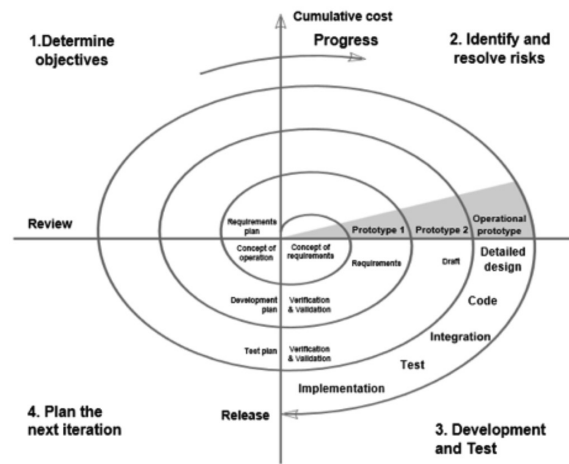 Cumulative cost
Progress
1.Determine
objectives
2. Identify and
resolve risks
Review
Requirements
plan
Prototype 1
Prototype 2
Operational
prototype
Concept of
operation
Concept of
requirements
Requirements
Draft
Detailed
design
Development
plan
Verification
& Validation
Code
Integration
Test plan
Verification
& Validation
Test
Implementation
Release
4. Plan the
next iteration
3. Development
and Test